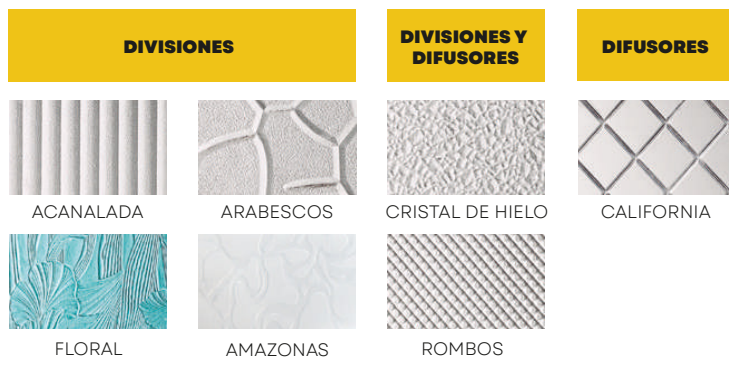 DIVISIONES
DIVISIONES Y
DIFUSORES
DIFUSORES
ACANALADA
ARABESCOS
CRISTAL DE HIELO
CALIFORNIA
FLORAL
AMAZONAS
ROMBOS